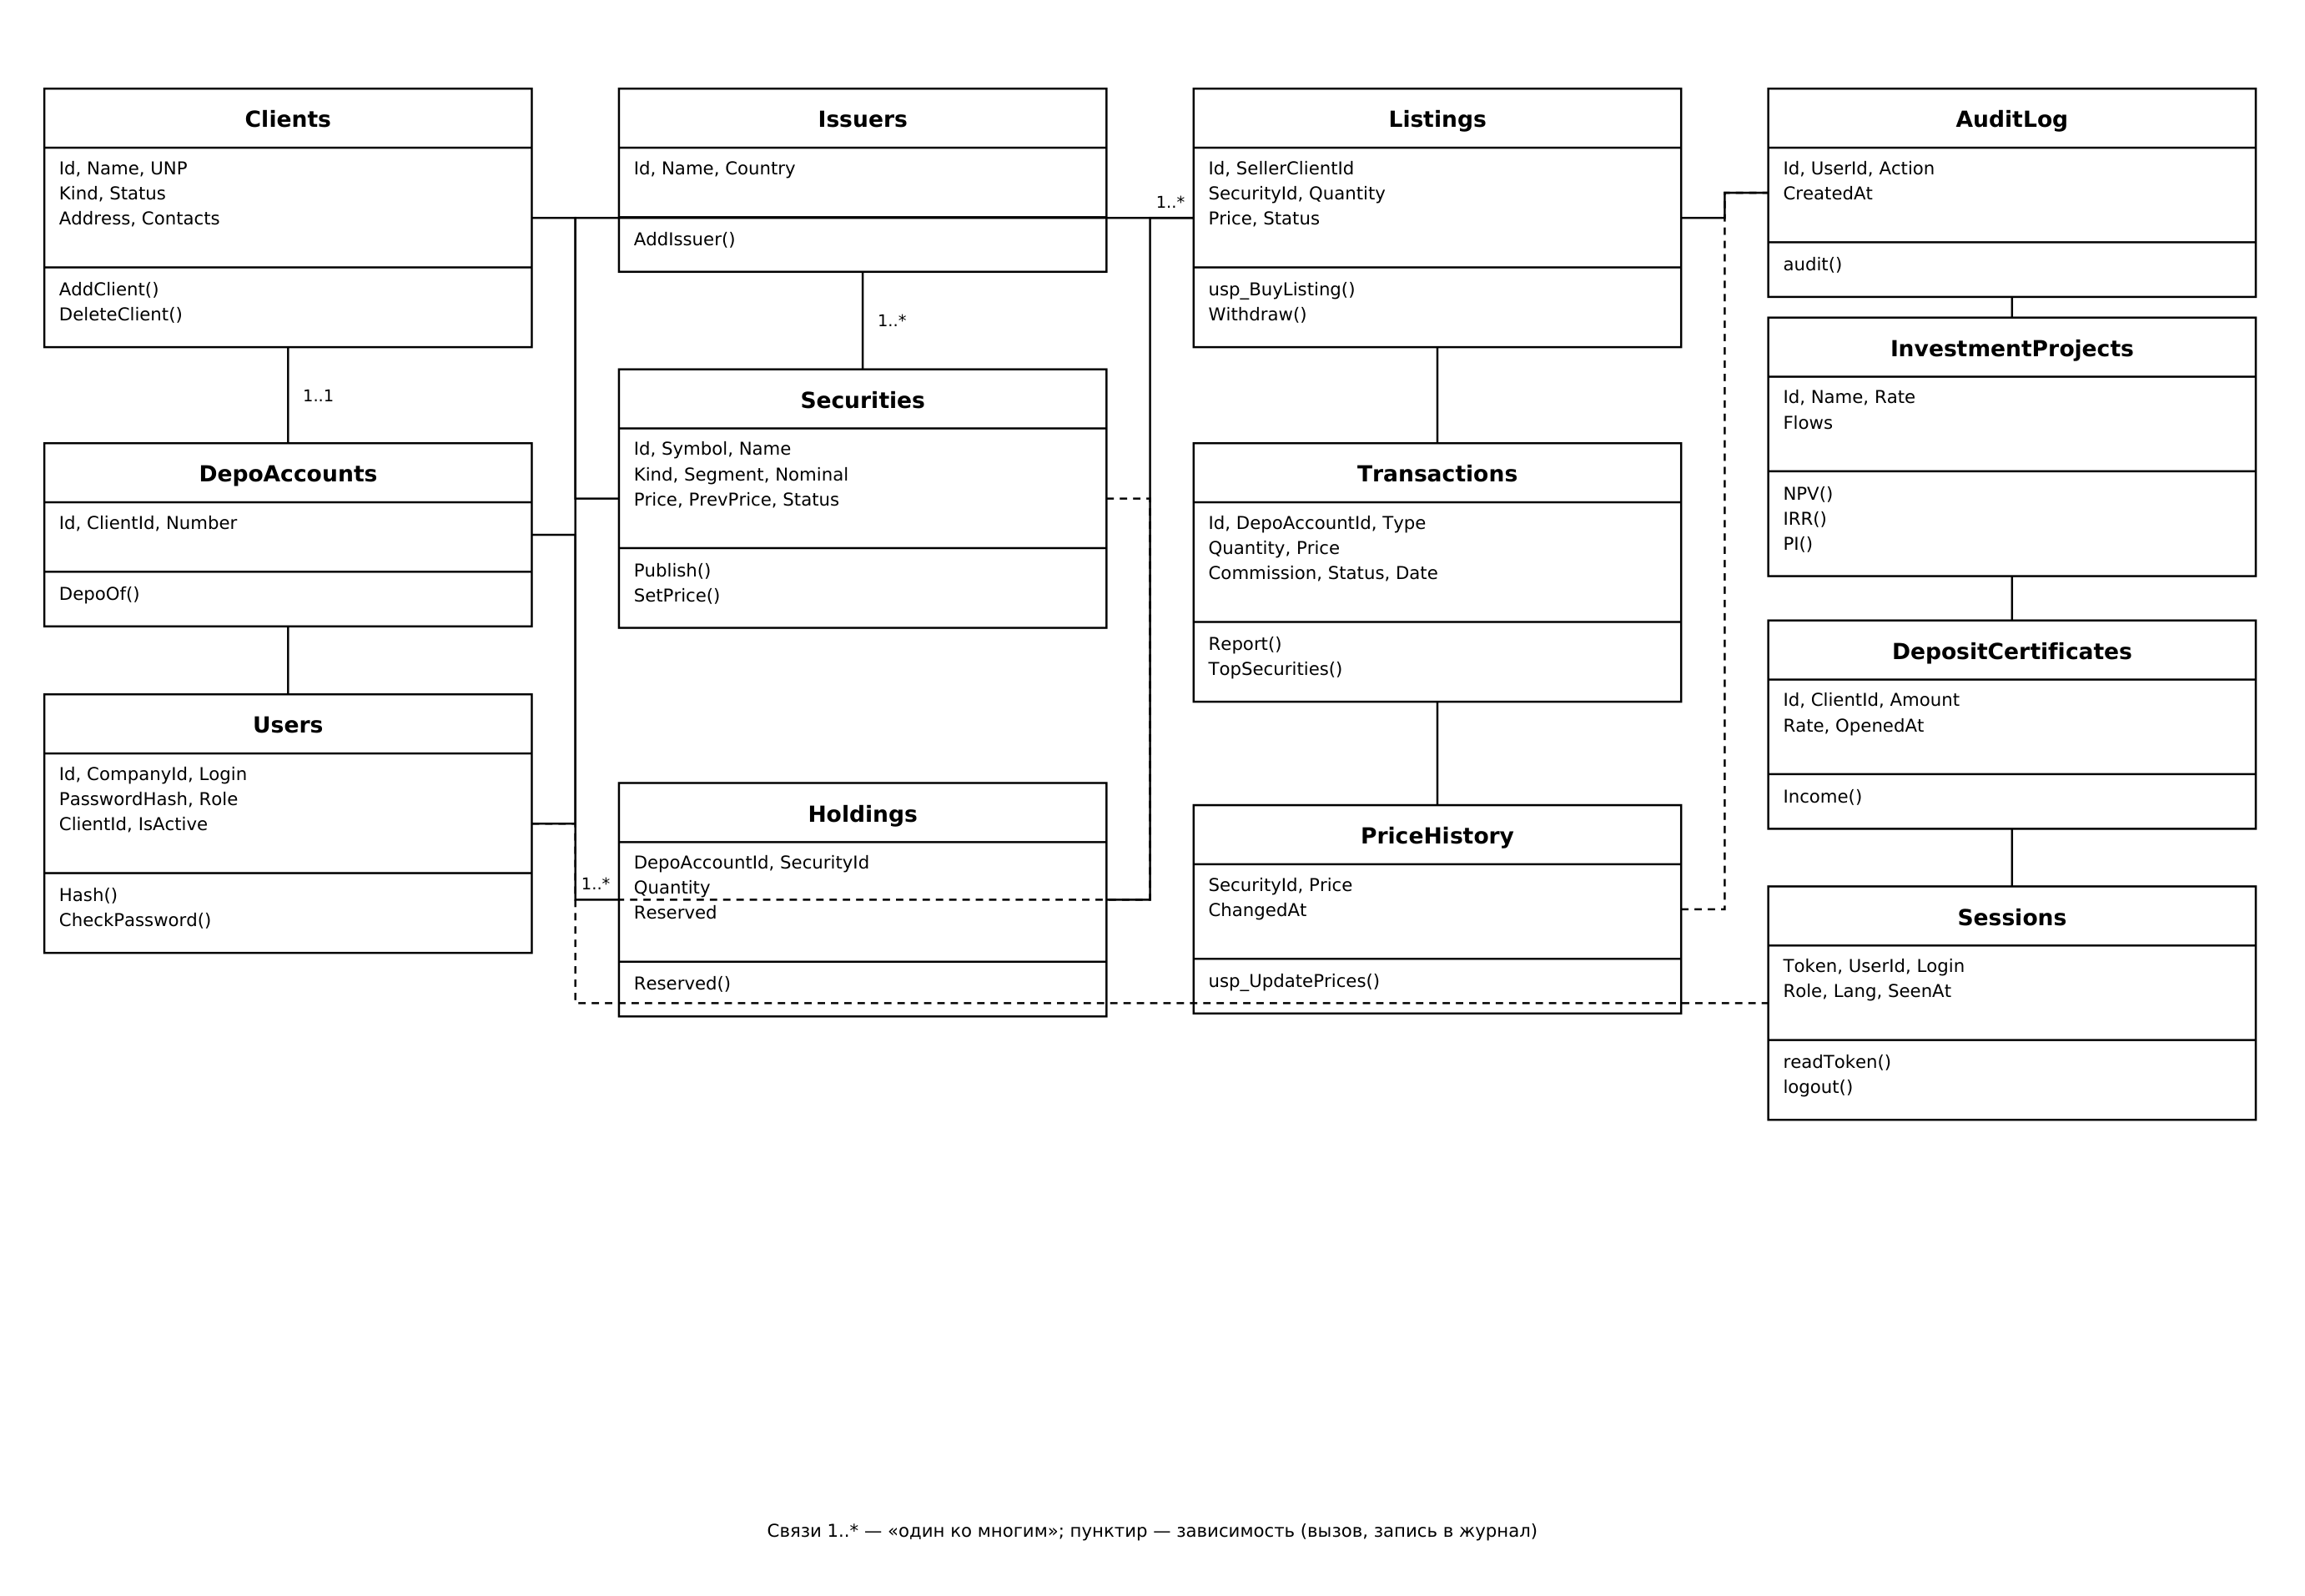 Clients
Id, Name, UNP
Kind, Status
Address, Contacts
AddClient()
DeleteClient()
1..1
DepoAccounts
Id, ClientId, Number
DepoOf()
Users
Id, CompanyId, Login
PasswordHash, Role
ClientId, IsActive
Hash()
CheckPassword()
Issuers
Id, Name, Country
AddIssuer()
1..*
Securities
Id, Symbol, Name
Kind, Segment, Nominal
Price, PrevPrice, Status
Publish()
SetPrice()
1..*
Holdings
DepoAccountId, SecurityId
Quantity
Reserved
Reserved()
1..*
Listings
Id, SellerClientId
SecurityId, Quantity
Price, Status
usp_BuyListing()
Withdraw()
Transactions
Id, DepoAccountId, Type
Quantity, Price
Commission, Status, Date
Report()
TopSecurities()
PriceHistory
SecurityId, Price
ChangedAt
usp_UpdatePrices()
AuditLog
Id, UserId, Action
CreatedAt
audit()
InvestmentProjects
Id, Name, Rate
Flows
NPV()
IRR()
PI()
DepositCertificates
Id, ClientId, Amount
Rate, OpenedAt
Income()
Sessions
Token, UserId, Login
Role, Lang, SeenAt
readToken()
logout()
Связи 1..* — «один ко многим»; пунктир — зависимость (вызов, запись в журнал)